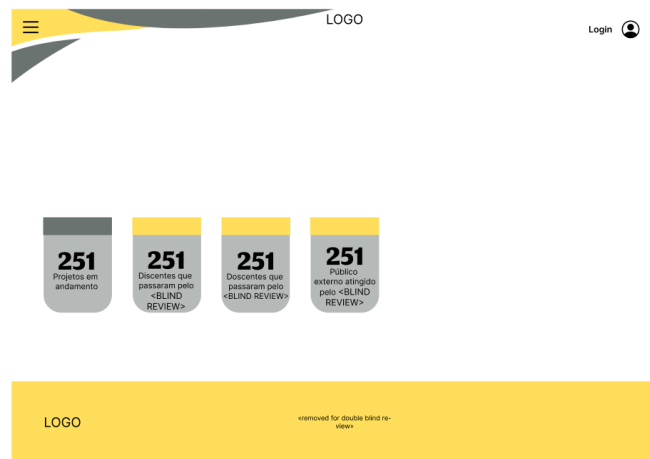 LOGO
Login
251
Projetos em
andamento
251
Discentes que
passaram pelo
<BLIND
REVIEW>
251
Doscentes que
passaram pelo
<BLIND REVIEW>
251
Público
externo atingido
pelo <BLIND
REVIEW>
LOGO
«removed for double blind re-
view»